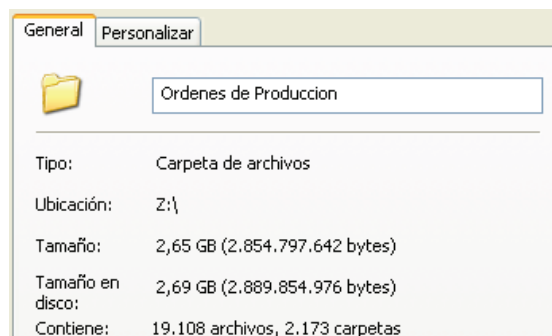 General Personalizar
Ordenes de Produccion
Tipo: Carpeta de archivos
Ubicación: Z:\
Tamaño: 2,65 GB (2.854.797.642 bytes)
Tamaño en disco: 2,69 GB (2.889.854.976 bytes)
Contiene: 19.108 archivos, 2.173 carpetas